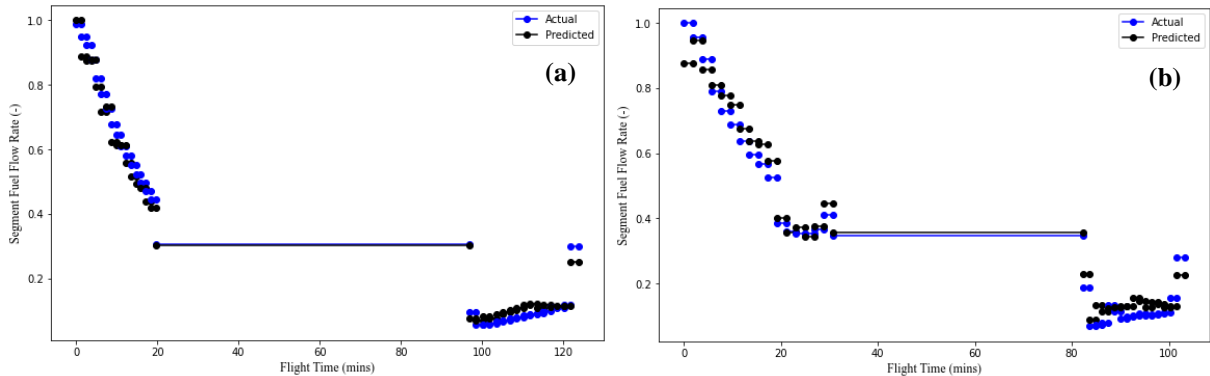 1.0
0.8
0.6
0.4
0.2
Segment Fuel Flow Rate (-)
Actual
Predicted
(a)
0 20 40 60 80 100 120
Flight Time (mins)
1.0
0.8
0.6
0.4
0.2
Segment Fuel Flow Rate (-)
Actual
Predicted
(b)
0 20 40 60 80 100
Flight Time (mins)